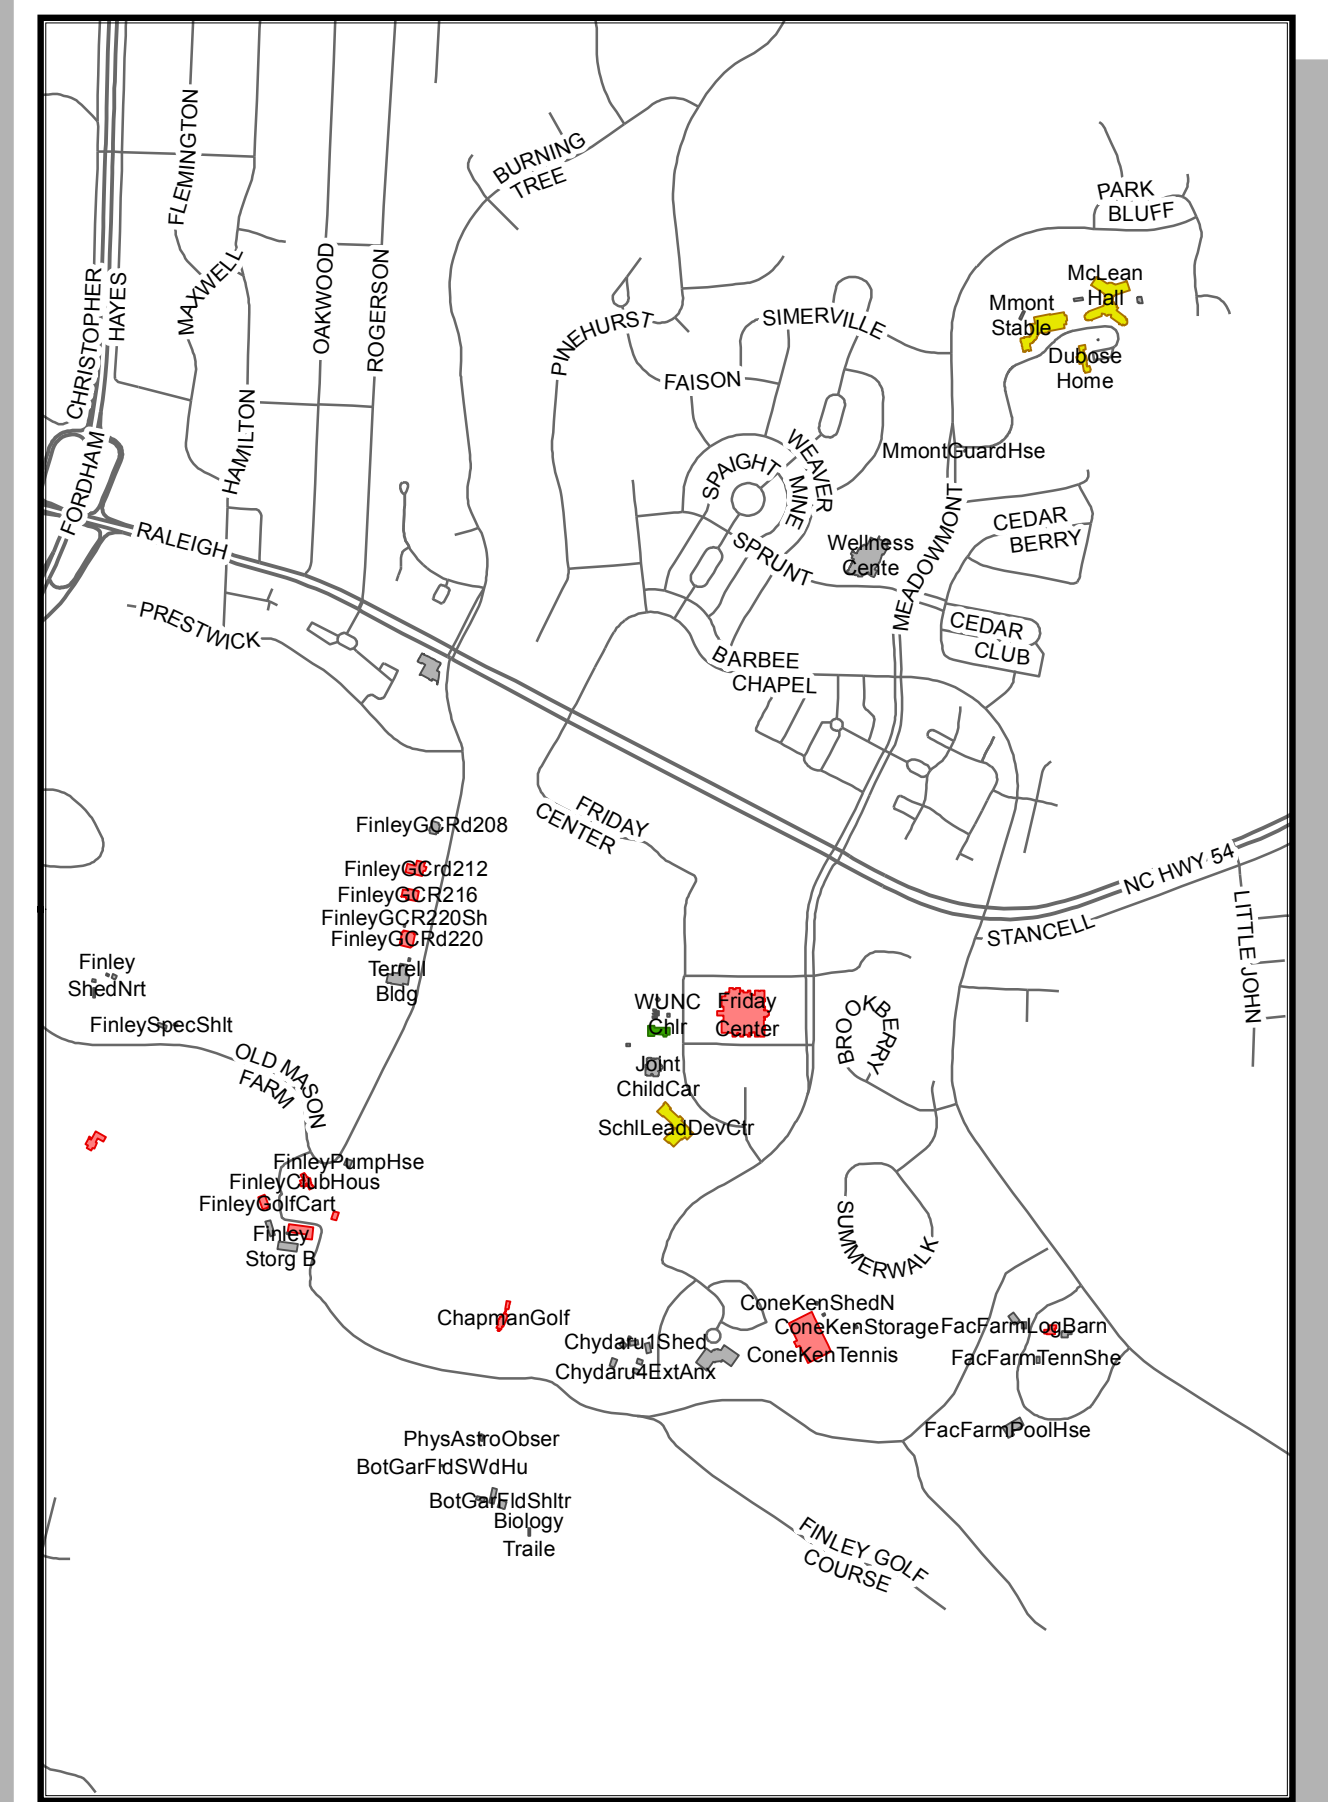 BURNING
TREE
FLEMINGTON
PARK
BLUFF
MAXWELL
OAKWOOD
ROGERSON
CHRISTOPHER
HAYES
McLean
Hall
Mmont
Stable
Dubose
Home
PINEHURST
SIMERVILLE
FAISON
HAMILTON
FORDHAM
WEAVER
MINE
MmontGuardHse
SPAIGHT
RALEIGH
CEDAR
BERRY
MEADOWMONT
Wellness
Cente
SPRUNT
PRESTWICK
CEDAR
CLUB
BARBEE
CHAPEL
FRIDAY
CENTER
FinleyGCRd208
FinleyGCrd212
FinleyGCR216
FinleyGCR220Sh
FinleyGCRd220
Terrell
Bldg
NC HWY 54
STANCELL
LITTLE JOHN
Finley
ShedNrt
FinleySpecShlt
WUNC
Chlr
Friday
Center
BROOKBERRY
Joint
ChildCar
OLD MASON
FARM
SchlLeadDevCtr
FinleyPumpHse
FinleyClubHous
FinleyGolfCart
Finley
Storg B
SUMMERWALK
ChapmanGolf
ConeKenShedN
ConeKenStorage
ConeKenTennis
FacFarmLogBarn
FacFarmTennShe
Chydaru1Shed
Chydaru4ExtAnx
FacFarmPoolHse
PhysAstroObser
BotGarFldSWdHu
BotGarFldShltr
Biology
Traile
FINLEY GOLF
COURSE